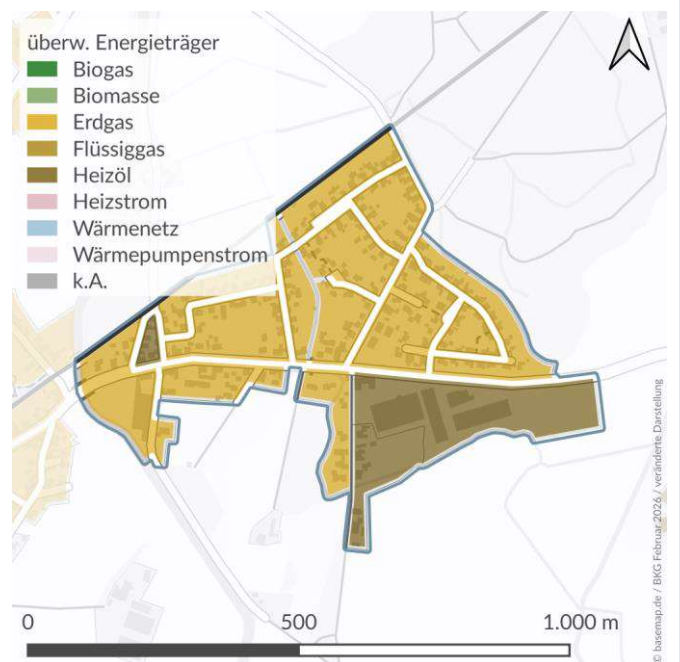 überw. Energieträger
Biogas
Biomasse
Erdgas
Flüssiggas
Heizöl
Heizstrom
Wärmenetz
Wärmepumpenstrom
k.A.
0 500 1.000 m
© basemap.de / BKG Februar 2026 / veränderte Darstellung